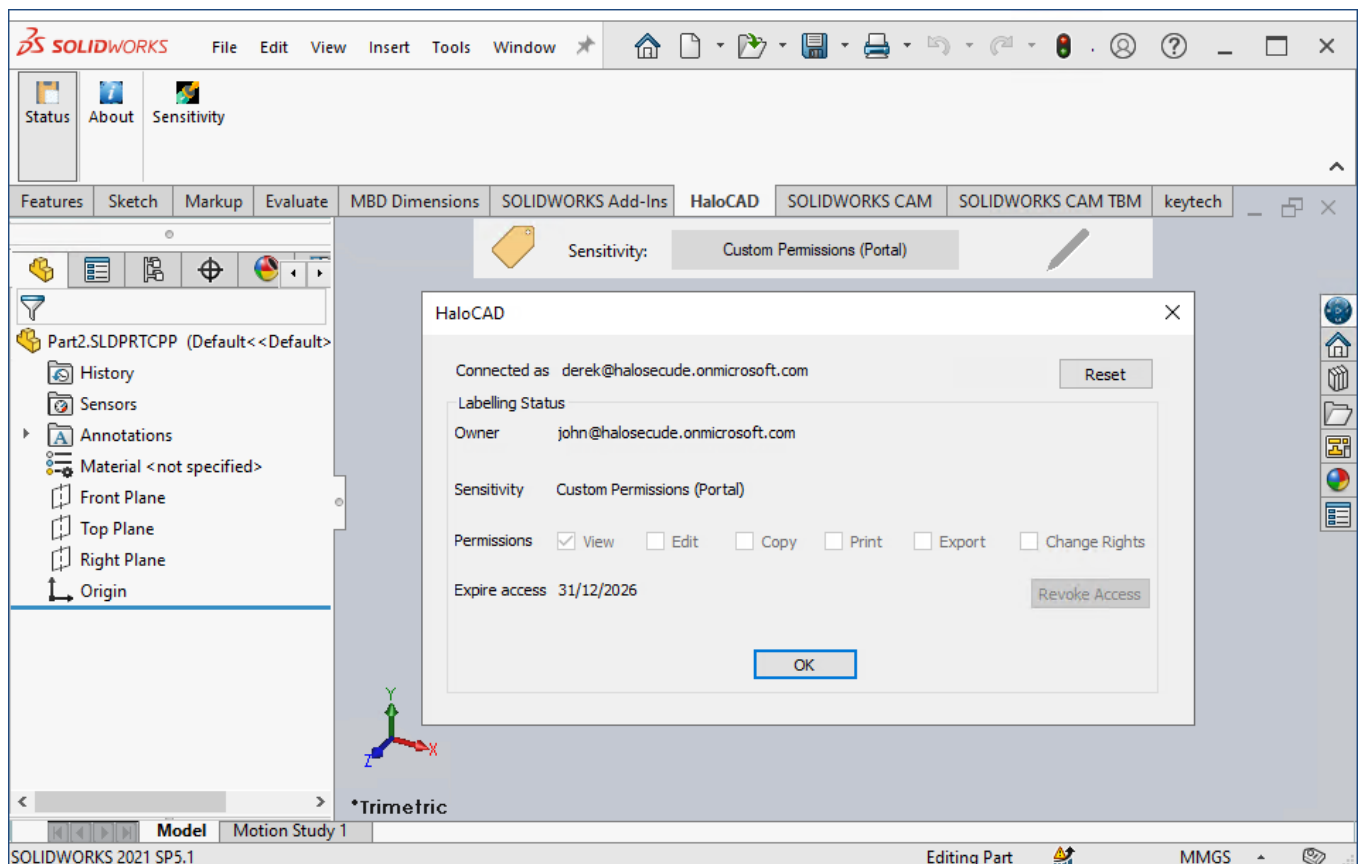 SOLIDWORKS File Edit View Insert Tools Window
Status About Sensitivity
Features Sketch Markup Evaluate MBD Dimensions SOLIDWORKS Add-Ins HaloCAD SOLIDWORKS CAM SOLIDWORKS CAM TBM keytech
Sensitivity: Custom Permissions (Portal)
Part2.SLDPRTCPP (Default<<Default>
History
Sensors
Annotations
Material <not specified>
Front Plane
Top Plane
Right Plane
Origin
HaloCAD
Connected as derek@halosecude.onmicrosoft.com Reset
Labelling Status
Owner john@halosecude.onmicrosoft.com
Sensitivity Custom Permissions (Portal)
Permissions View Edit Copy Print Export Change Rights
Expire access 31/12/2026 Revoke Access
OK
Y
X
Z
*Trimetric
Model Motion Study 1
SOLIDWORKS 2021 SP5.1 Editing Part MMGS